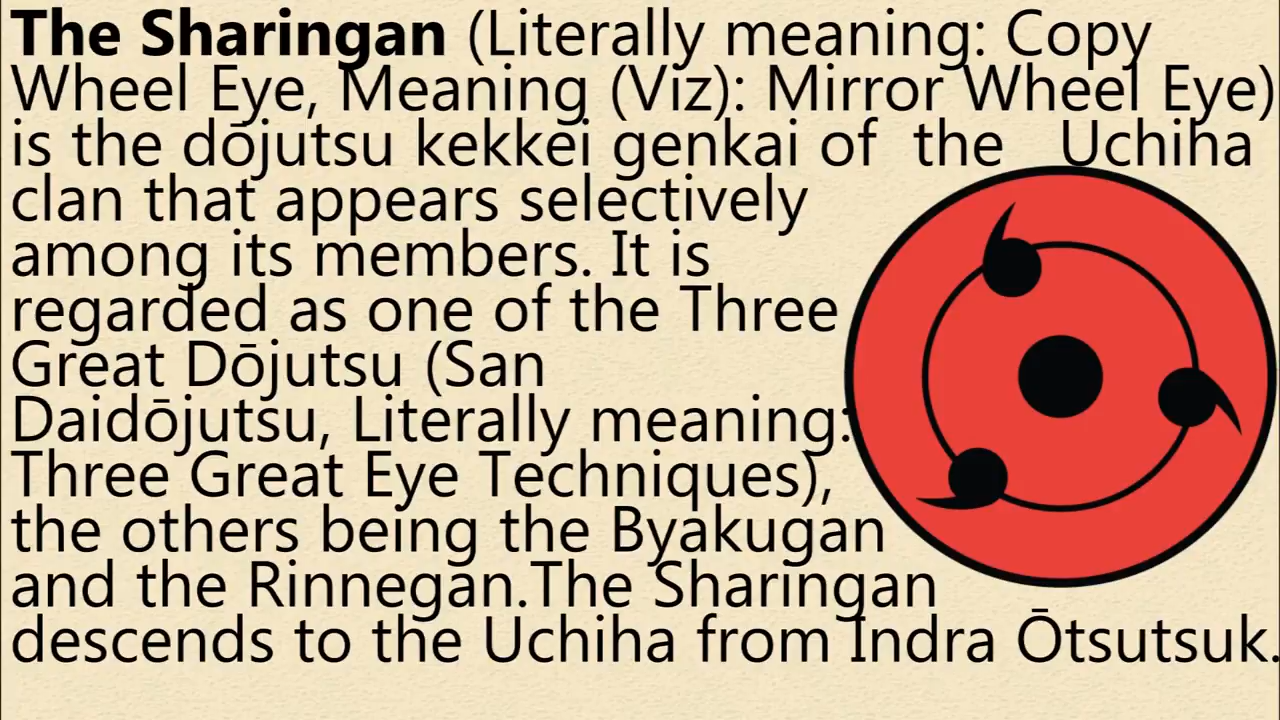 The Sharingan (Literally meaning: Copy
Wheel Eye, Meaning (Viz): Mirror Wheel Eye)
is the dōjutsu kekkei genkai of the Uchiha
clan that appears selectively
among its members. It is
regarded as one of the Three
Great Dōjutsu (San
Daidōjutsu, Literally meaning:
Three Great Eye Techniques),
the others being the Byakugan
and the Rinnegan.The Sharingan
descends to the Uchiha from Indra Ōtsutsuk.